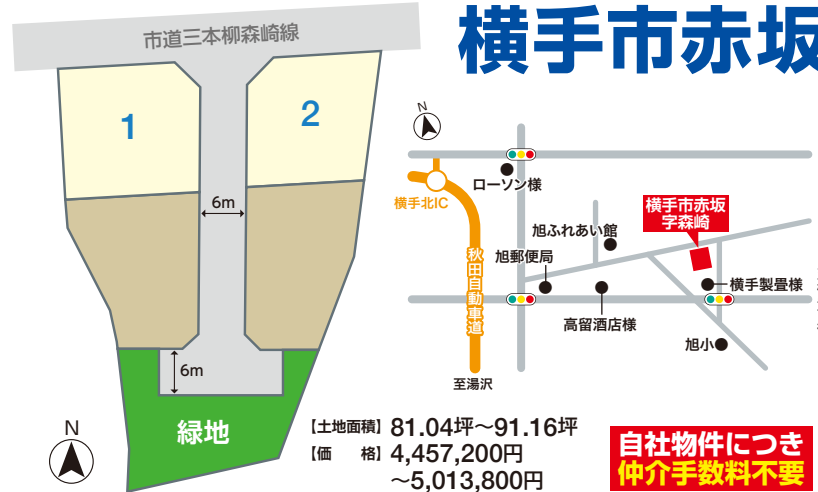 横手市赤坂
市道三本柳森崎線
1
2
6m
6m
緑地
N
N
ローソン様
横手北IC
秋田自動車道
至湯沢
旭ふれあい館
旭郵便局
高留酒店様
横手市赤坂
字森崎
横手製畳様
旭小
【土地面積】81.04坪～91.16坪
【価　格】4,457,200円
～5,013,800円
自社物件につき
仲介手数料不要